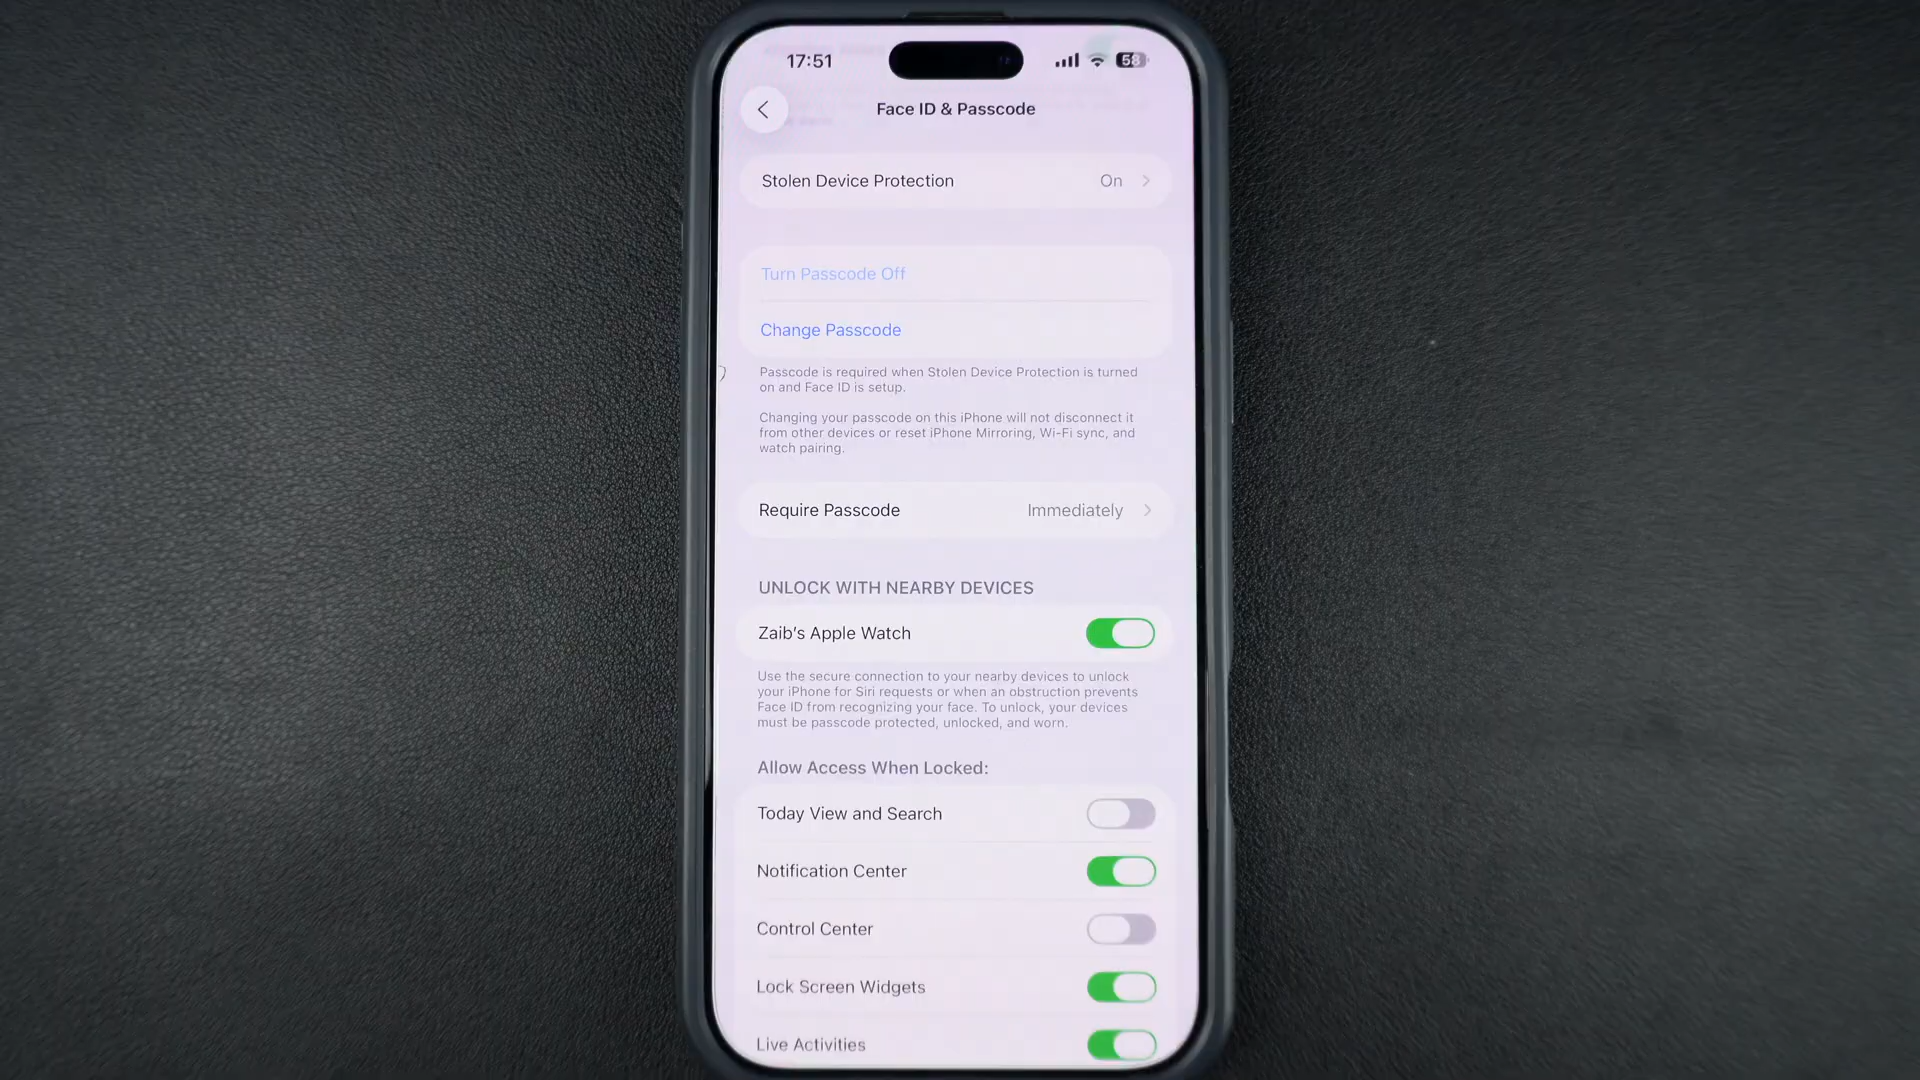 17:51
58
Face ID & Passcode
Stolen Device Protection On
Turn Passcode Off
Change Passcode
Passcode is required when Stolen Device Protection is turned
on and Face ID is setup.
Changing your passcode on this iPhone will not disconnect it
from other devices or reset iPhone Mirroring, Wi-Fi sync, and
watch pairing.
Require Passcode Immediately
UNLOCK WITH NEARBY DEVICES
Zaib's Apple Watch
Use the secure connection to your nearby devices to unlock
your iPhone for Siri requests or when an obstruction prevents
Face ID from recognizing your face. To unlock, your devices
must be passcode protected, unlocked, and worn.
Allow Access When Locked:
Today View and Search
Notification Center
Control Center
Lock Screen Widgets
Live Activities